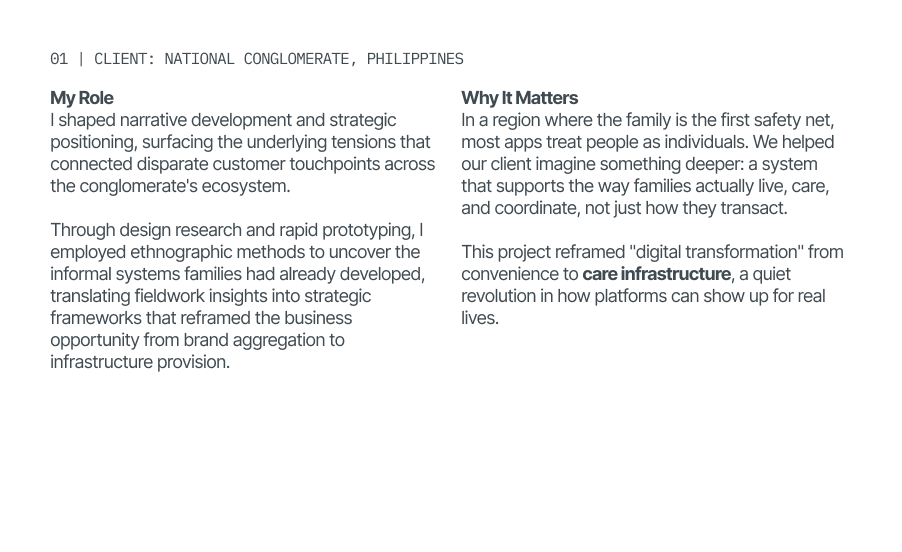 01 | CLIENT: NATIONAL CONGLOMERATE, PHILIPPINES
My Role
I shaped narrative development and strategic
positioning, surfacing the underlying tensions that
connected disparate customer touchpoints across
the conglomerate's ecosystem.
Through design research and rapid prototyping, I
employed ethnographic methods to uncover the
informal systems families had already developed,
translating fieldwork insights into strategic
frameworks that reframed the business
opportunity from brand aggregation to
infrastructure provision.
Why It Matters
In a region where the family is the first safety net,
most apps treat people as individuals. We helped
our client imagine something deeper: a system
that supports the way families actually live, care,
and coordinate, not just how they transact.
This project reframed "digital transformation" from
convenience to care infrastructure, a quiet
revolution in how platforms can show up for real
lives.